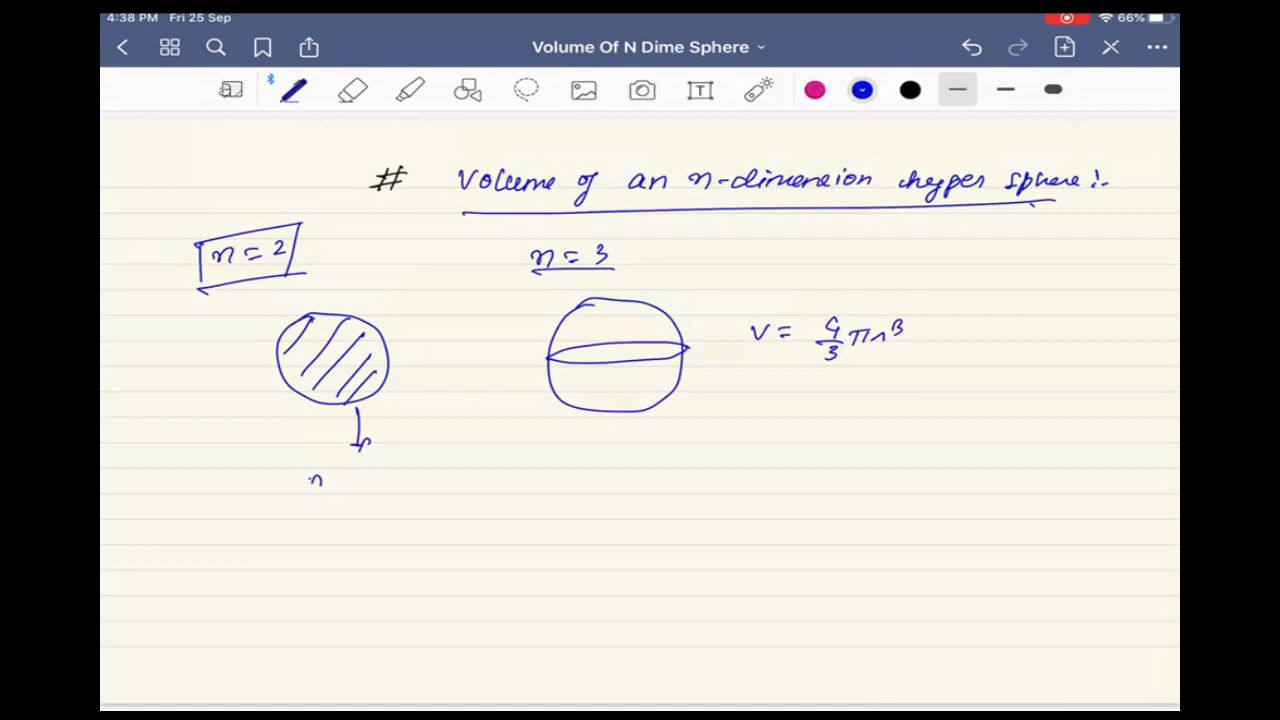 4:38 PM Fri 25 Sep
66%
Volume Of N Dime Sphere
T
# Volume of an n-dimension hyper sphere :-
n = 2
n = 3
V = 4/3 πr³
n